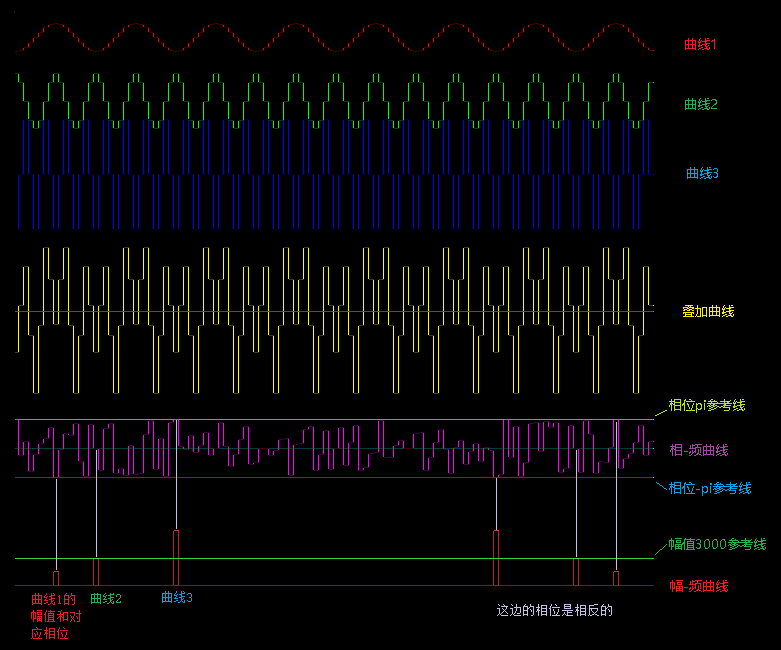 曲线1
曲线2
曲线3
叠加曲线
相位pi参考线
相-频曲线
相位-pi参考线
幅值3000参考线
幅-频曲线
曲线1的
幅值和对
应相位
曲线2
曲线3
这边的相位是相反的